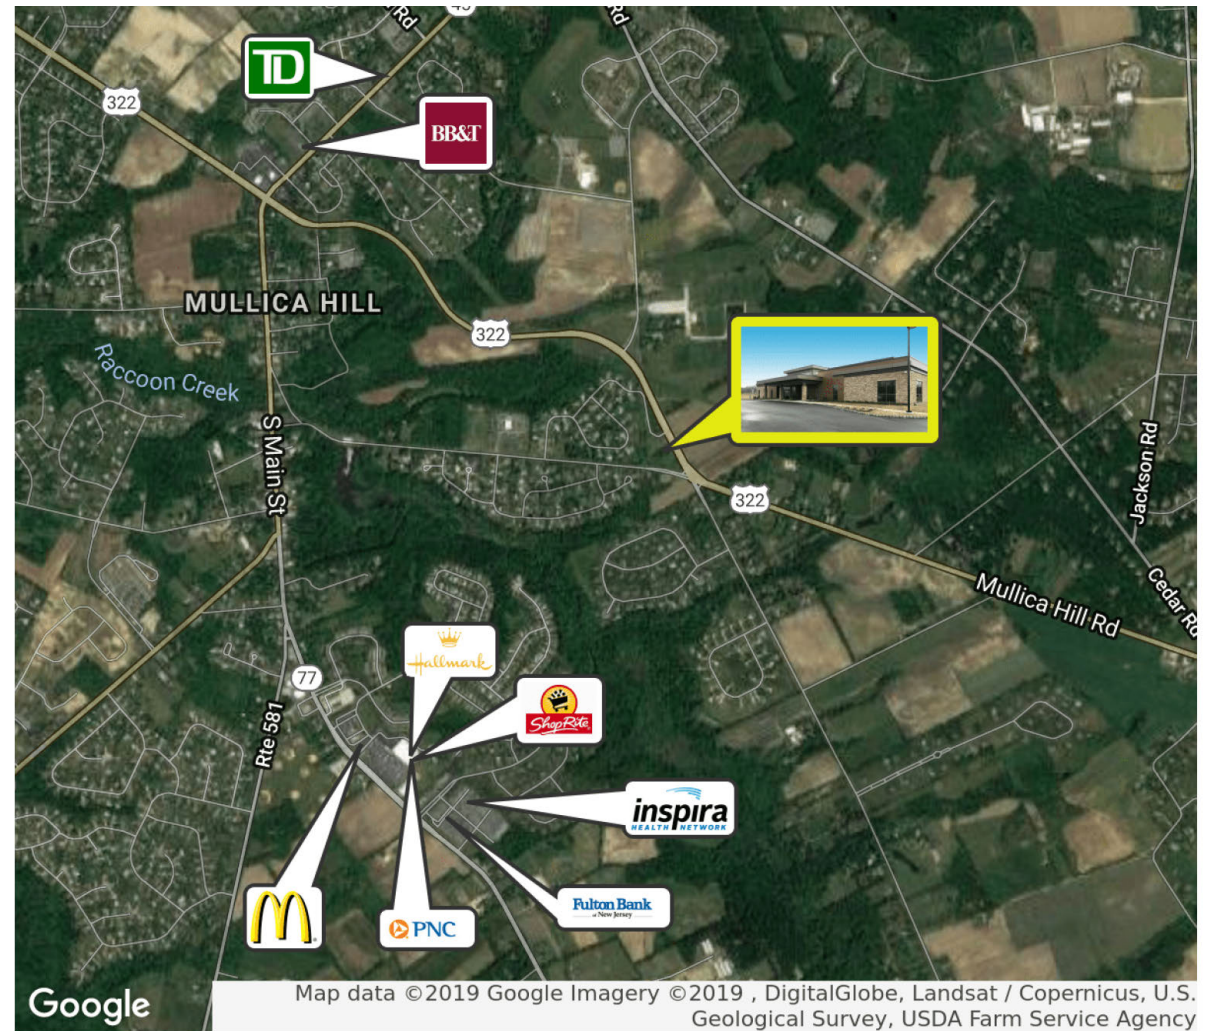 45
Rd
Rd
TD
322
BB&T
MULLICA HILL
322
Raccoon Creek
S Main St
Jackson Rd
322
Mullica Hill Rd
Cedar Rd
Hallmark
77
ShopRite
Rte 581
inspira
HEALTH NETWORK
Fulton Bank
of New Jersey
PNC
Google
Map data ©2019 Google Imagery ©2019 , DigitalGlobe, Landsat / Copernicus, U.S.
Geological Survey, USDA Farm Service Agency